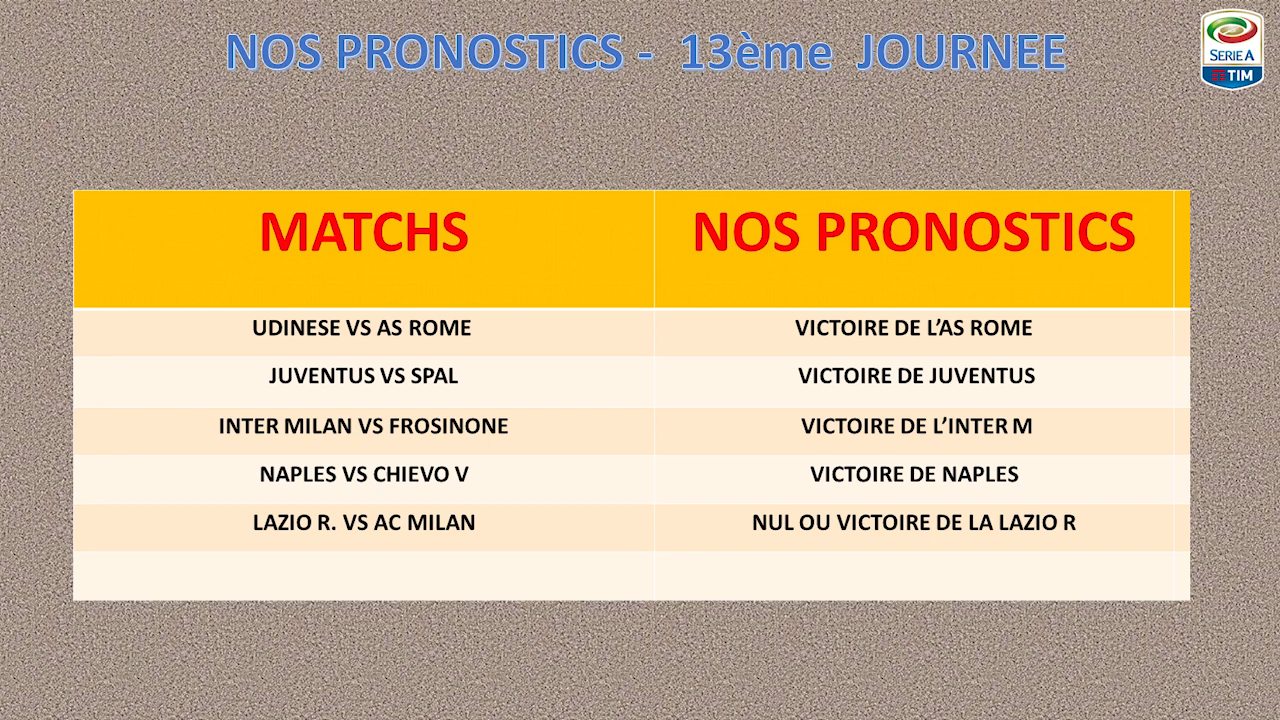 NOS PRONOSTICS - 13ème JOURNEE
SERIE A
TIM
MATCHS
NOS PRONOSTICS
UDINESE VS AS ROME
VICTOIRE DE L’AS ROME
JUVENTUS VS SPAL
VICTOIRE DE JUVENTUS
INTER MILAN VS FROSINONE
VICTOIRE DE L’INTER M
NAPLES VS CHIEVO V
VICTOIRE DE NAPLES
LAZIO R. VS AC MILAN
NUL OU VICTOIRE DE LA LAZIO R